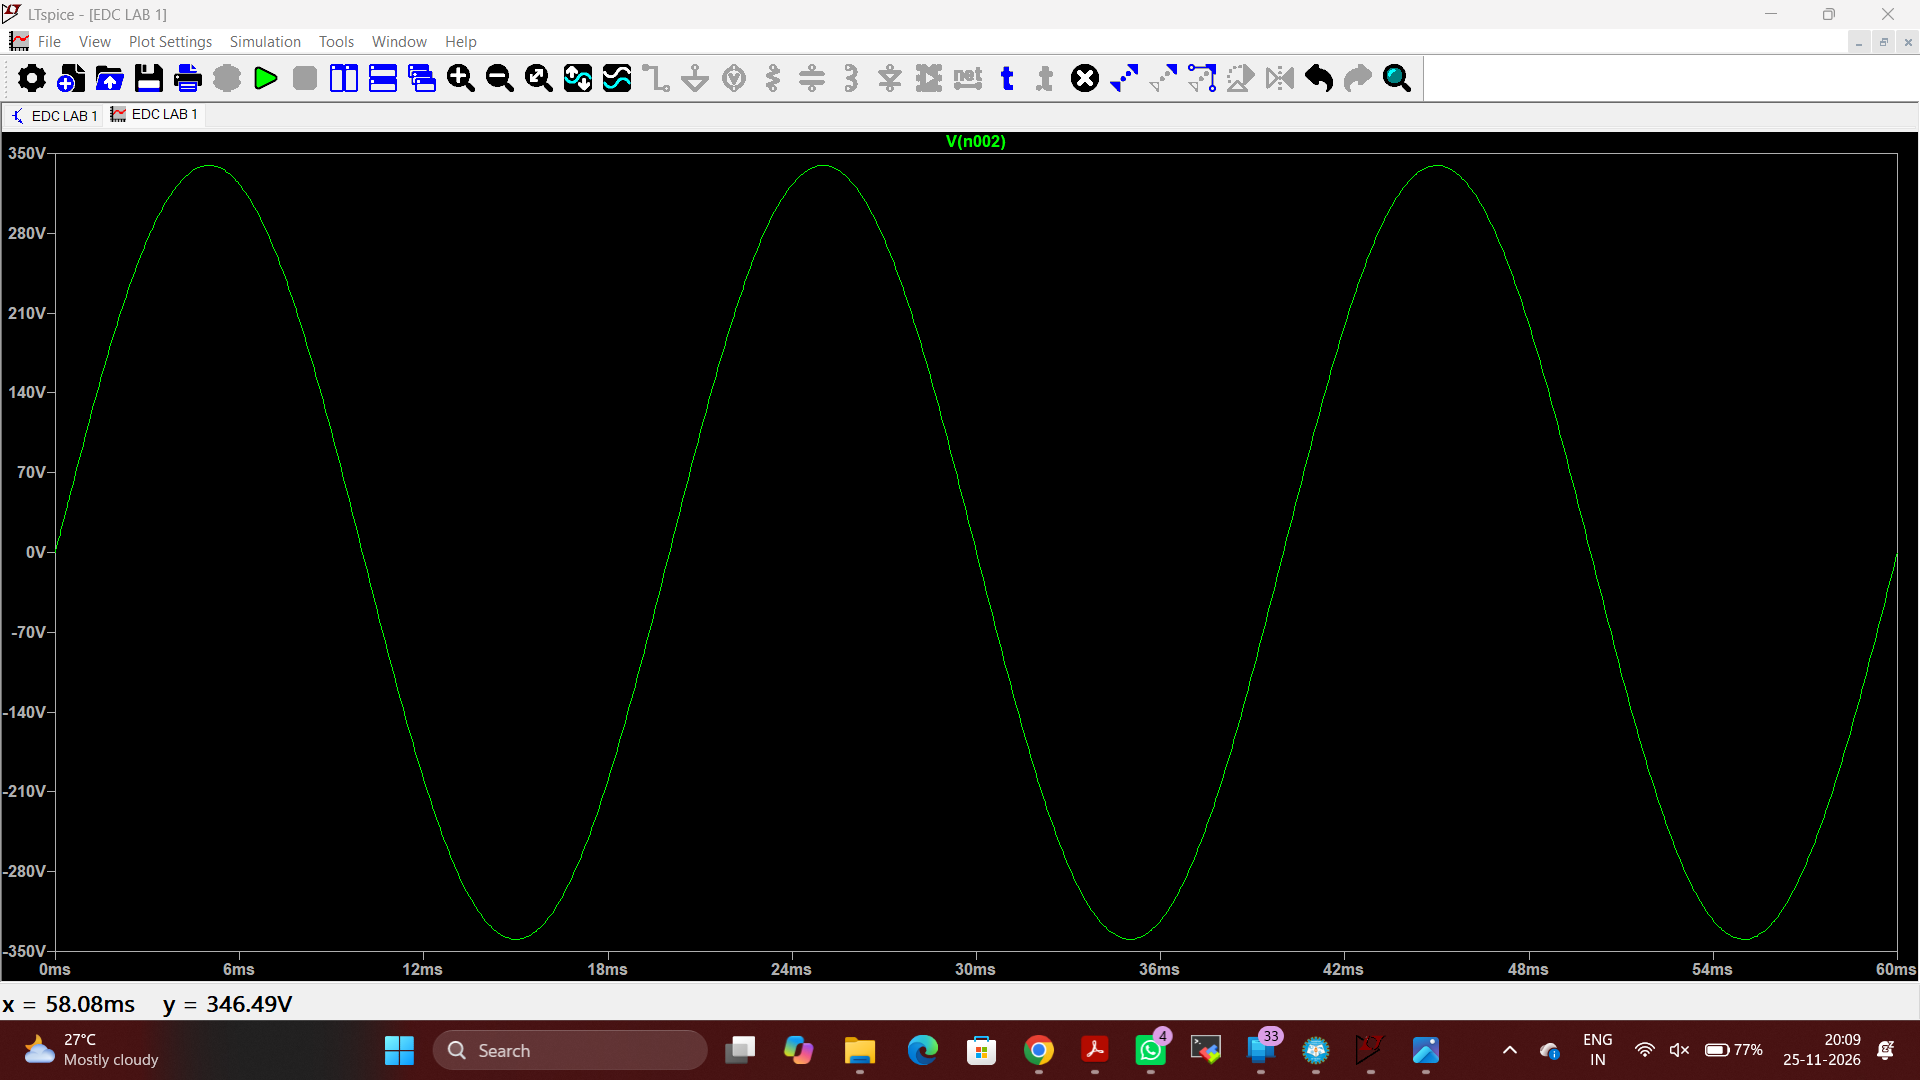 LTspice - [EDC LAB 1]
File View Plot Settings Simulation Tools Window Help
net t .t
EDC LAB 1 EDC LAB 1
V(n002)
350V
280V
210V
140V
70V
0V
-70V
-140V
-210V
-280V
-350V
0ms 6ms 12ms 18ms 24ms 30ms 36ms 42ms 48ms 54ms 60ms
x = 58.08ms y = 346.49V
27°C
Mostly cloudy
Search
4
33
ENG
IN
77%
20:09
25-11-2026